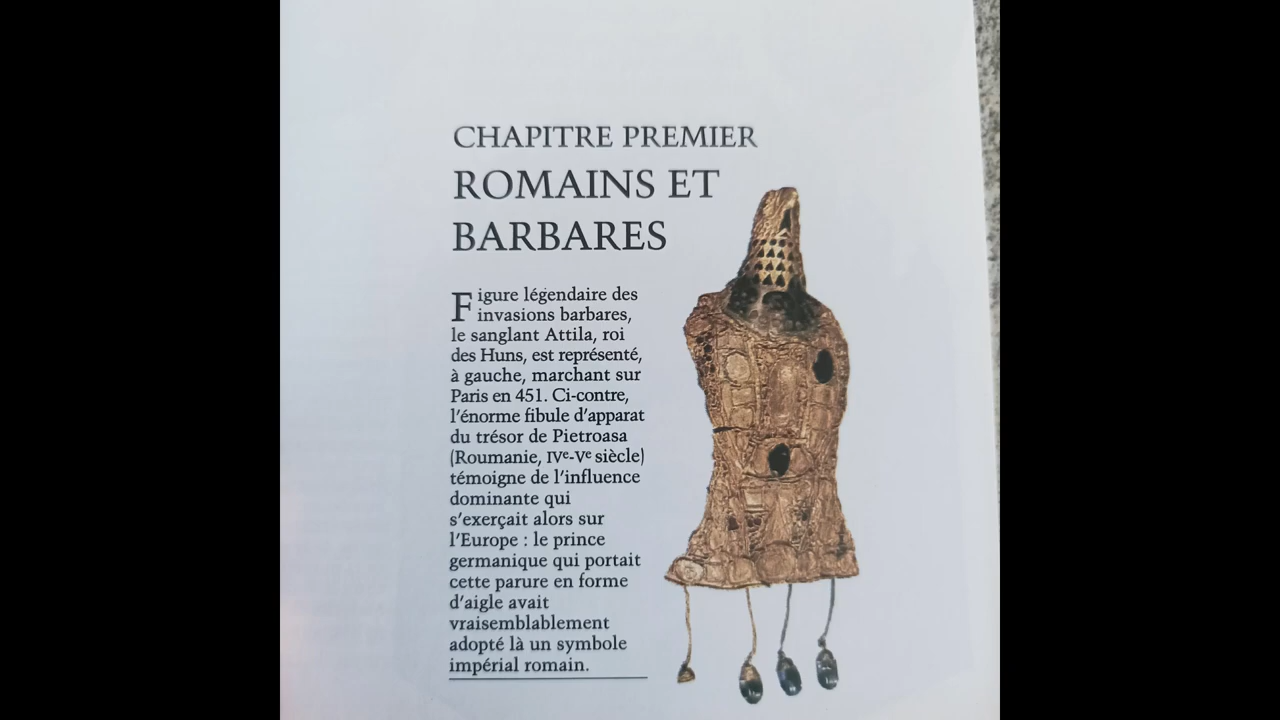 CHAPITRE PREMIER
ROMAINS ET
BARBARES
Figure légendaire des
invasions barbares,
le sanglant Attila, roi
des Huns, est représenté,
à gauche, marchant sur
Paris en 451. Ci-contre,
l'énorme fibule d'apparat
du trésor de Pietroasa
(Roumanie, IVe-Ve siècle)
témoigne de l'influence
dominante qui
s'exerçait alors sur
l'Europe : le prince
germanique qui portait
cette parure en forme
d'aigle avait
vraisemblablement
adopté là un symbole
impérial romain.